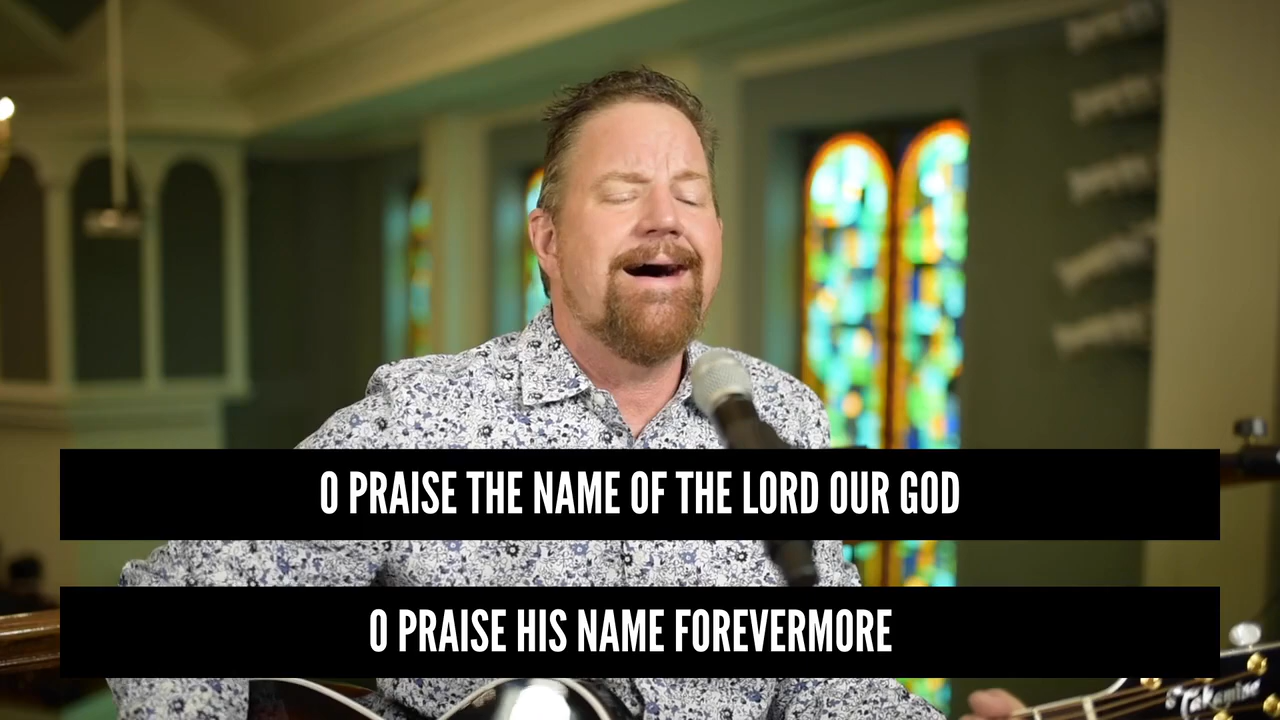 O PRAISE THE NAME OF THE LORD OUR GOD
O PRAISE HIS NAME FOREVERMORE
Takamine